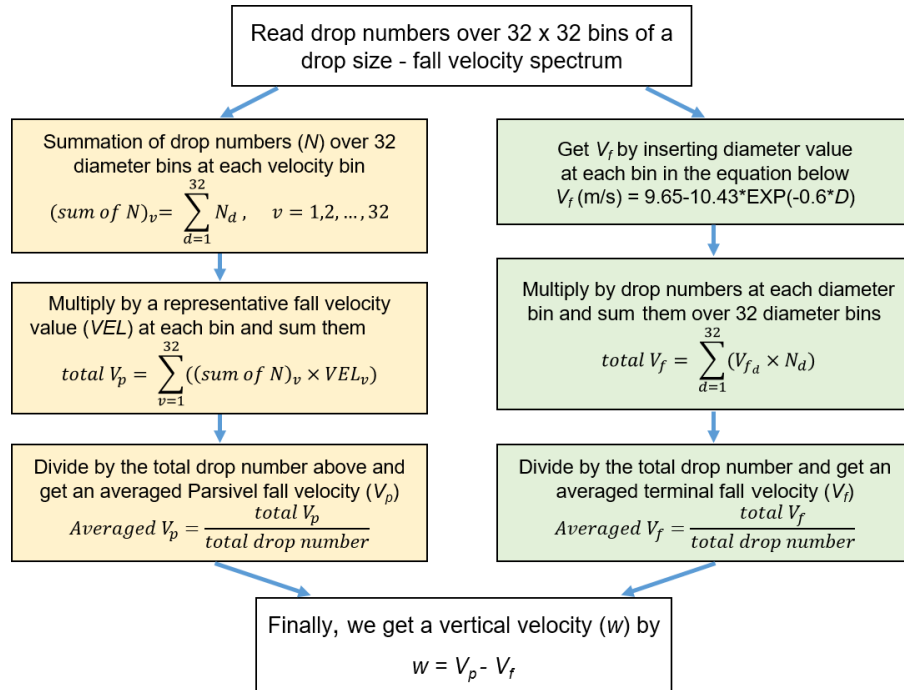 Read drop numbers over 32 x 32 bins of a
drop size - fall velocity spectrum
Summation of drop numbers (N) over 32
diameter bins at each velocity bin
(sum of N)_v = \sum_{d=1}^{32} N_d , v = 1,2, ..., 32
Multiply by a representative fall velocity
value (VEL) at each bin and sum them
total V_p = \sum_{v=1}^{32} ((sum of N)_v × VEL_v)
Divide by the total drop number above and
get an averaged Parsivel fall velocity (V_p)
Averaged V_p = \frac{total V_p}{total drop number}
Get V_f by inserting diameter value
at each bin in the equation below
V_f (m/s) = 9.65-10.43*EXP(-0.6*D)
Multiply by drop numbers at each diameter
bin and sum them over 32 diameter bins
total V_f = \sum_{d=1}^{32} (V_{f_d} × N_d)
Divide by the total drop number and get an
averaged terminal fall velocity (V_f)
Averaged V_f = \frac{total V_f}{total drop number}
Finally, we get a vertical velocity (w) by
w = V_p - V_f